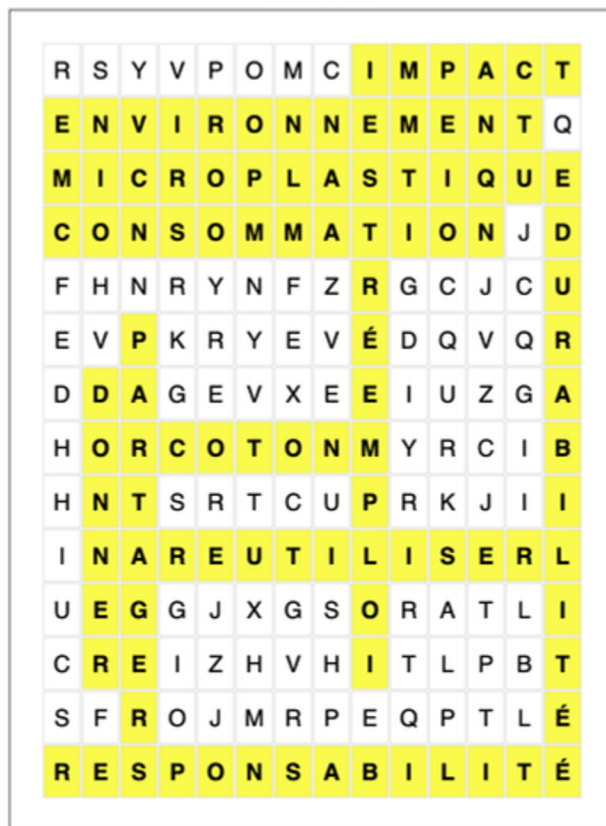 R S Y V P O M C I M P A C T
E N V I R O N N E M E N T Q
M I C R O P L A S T I Q U E
C O N S O M M A T I O N J D
F H N R Y N F Z R G C J C U
E V P K R Y E V É D Q V Q R
D D A G E V X E E I U Z G A
H O R C O T O N M Y R C I B
H N T S R T C U P R K J I I
I N A R E U T I L I S E R L
U E G G J X G S O R A T L I
C R E I Z H V H I T L P B T
S F R O J M R P E Q P T L É
R E S P O N S A B I L I T É